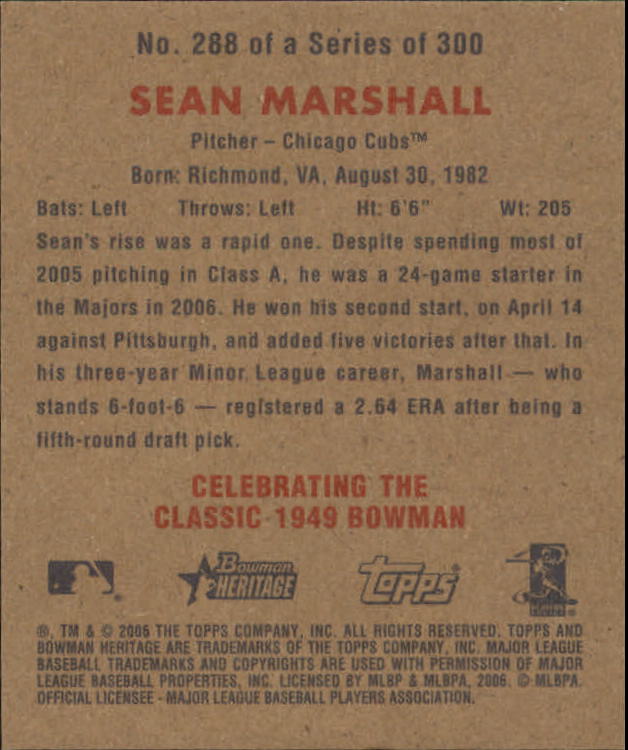 No. 288 of a Series of 300
SEAN MARSHALL
Pitcher – Chicago Cubs™
Born: Richmond, VA, August 30, 1982
Bats: Left Throws: Left Ht: 6'6" Wt: 205
Sean's rise was a rapid one. Despite spending most of
2005 pitching in Class A, he was a 24-game starter in
the Majors in 2006. He won his second start, on April 14
against Pittsburgh, and added five victories after that. In
his three-year Minor League career, Marshall — who
stands 6-foot-6 — registered a 2.64 ERA after being a
fifth-round draft pick.
CELEBRATING THE
CLASSIC 1949 BOWMAN
Bowman
HERITAGE
Topps
®, TM & © 2006 THE TOPPS COMPANY, INC. ALL RIGHTS RESERVED. TOPPS AND
BOWMAN HERITAGE ARE TRADEMARKS OF THE TOPPS COMPANY, INC. MAJOR LEAGUE
BASEBALL TRADEMARKS AND COPYRIGHTS ARE USED WITH PERMISSION OF MAJOR
LEAGUE BASEBALL PROPERTIES, INC. LICENSED BY MLBP & MLBPA, 2006. © MLBPA
OFFICIAL LICENSEE - MAJOR LEAGUE BASEBALL PLAYERS ASSOCIATION.